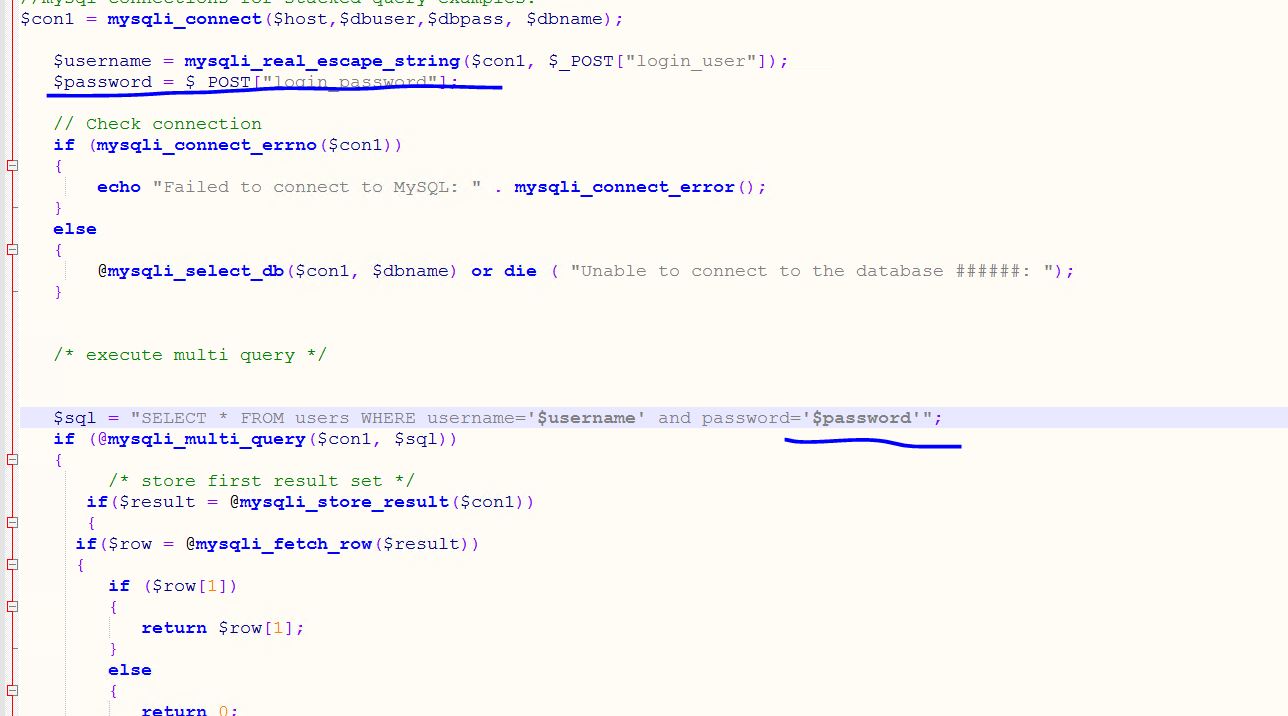 //mysql connections for stacked query examples.
$con1 = mysqli_connect($host,$dbuser,$dbpass, $dbname);
$username = mysqli_real_escape_string($con1, $_POST["login_user"]);
$password = $_POST["login_password"];
// Check connection
if (mysqli_connect_errno($con1))
{
echo "Failed to connect to MySQL: " . mysqli_connect_error();
}
else
{
@mysqli_select_db($con1, $dbname) or die ( "Unable to connect to the database ######: ");
}
/* execute multi query */
$sql = "SELECT * FROM users WHERE username='$username' and password='$password'";
if (@mysqli_multi_query($con1, $sql))
{
/* store first result set */
if($result = @mysqli_store_result($con1))
{
if($row = @mysqli_fetch_row($result))
{
if ($row[1])
{
return $row[1];
}
else
{
return 0;